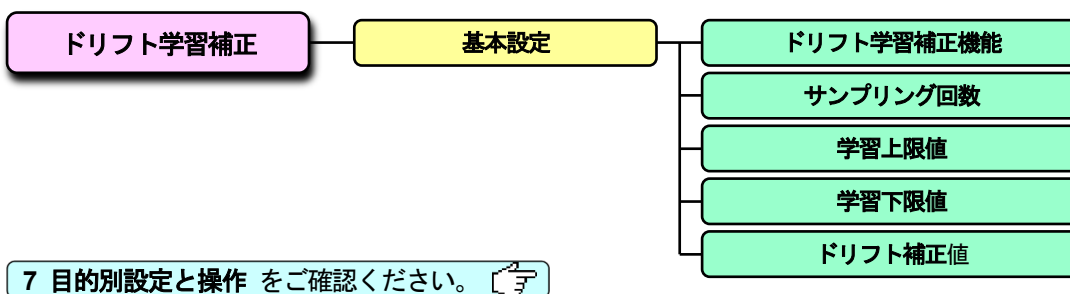 ドリフト学習補正
基本設定
ドリフト学習補正機能
サンプリング回数
学習上限値
学習下限値
ドリフト補正値
7 目的別設定と操作 をご確認ください。